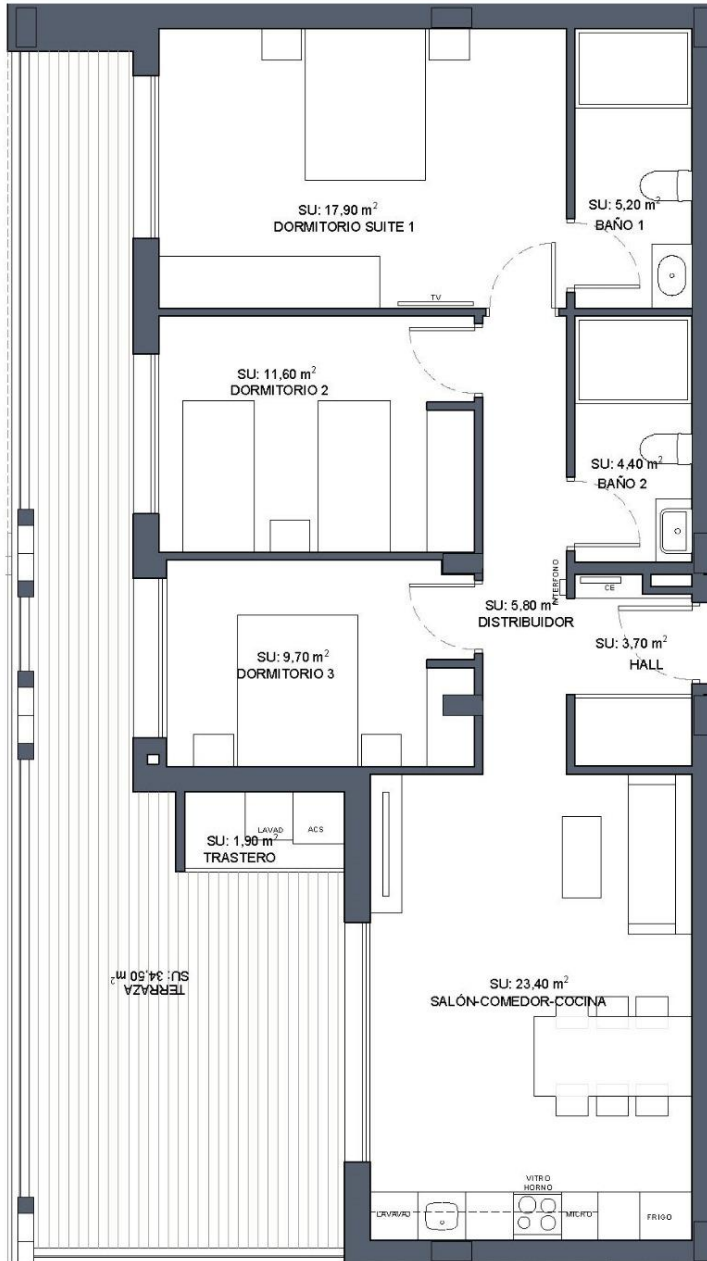 SU: 17,90 m²
DORMITORIO SUITE 1
SU: 5,20 m²
BAÑO 1
TV
SU: 11,60 m²
DORMITORIO 2
SU: 4,40 m²
BAÑO 2
INTERFONO
CE
SU: 5,80 m²
DISTRIBUIDOR
SU: 3,70 m²
HALL
SU: 9,70 m²
DORMITORIO 3
LAVAD
ACS
SU: 1,90 m²
TRASTERO
TERRAZA
SU: 34,50 m²
SU: 23,40 m²
SALÓN-COMEDOR-COCINA
VITRO
HORNO
LAVAVAJ
MICRO
FRIGO